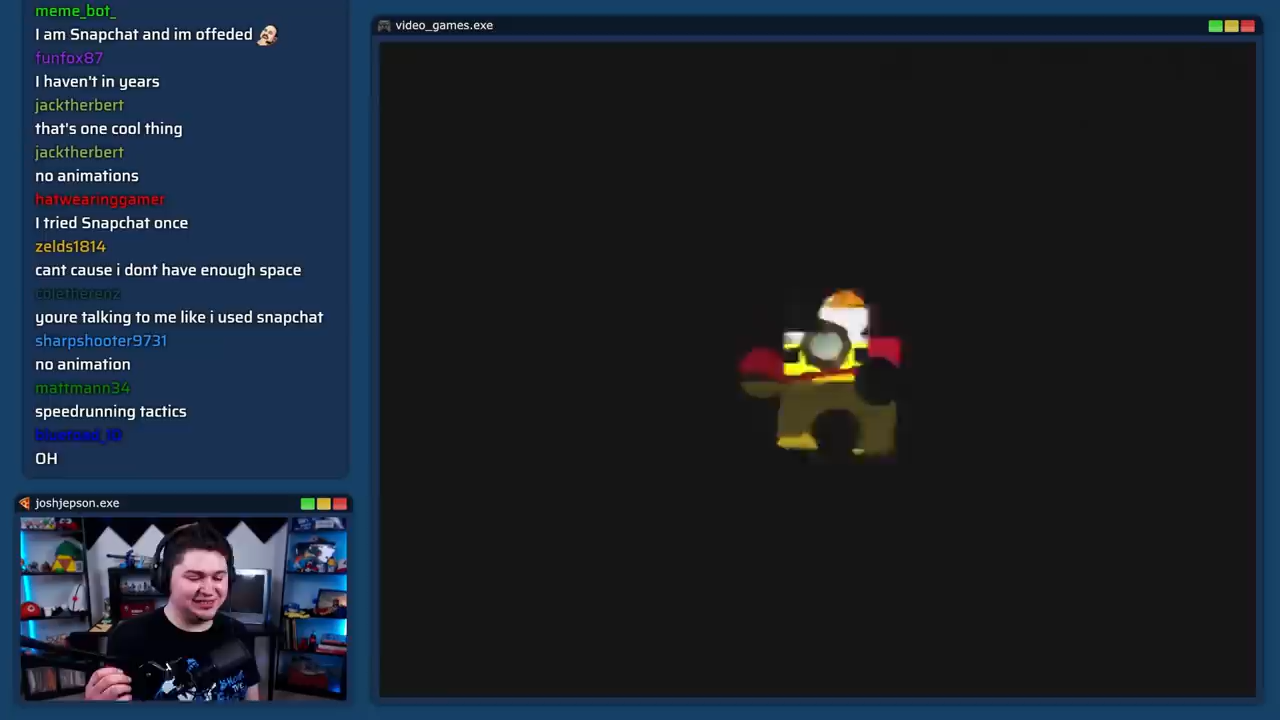 meme_bot_
I am Snapchat and im offeded
funfox87
I haven't in years
jacktherbert
that's one cool thing
jacktherbert
no animations
hatwearinggamer
I tried Snapchat once
zelds1814
cant cause i dont have enough space
coletherenz
youre talking to me like i used snapchat
sharpshooter9731
no animation
mattmann34
speedrunning tactics
OH
joshjepson.exe
video_games.exe